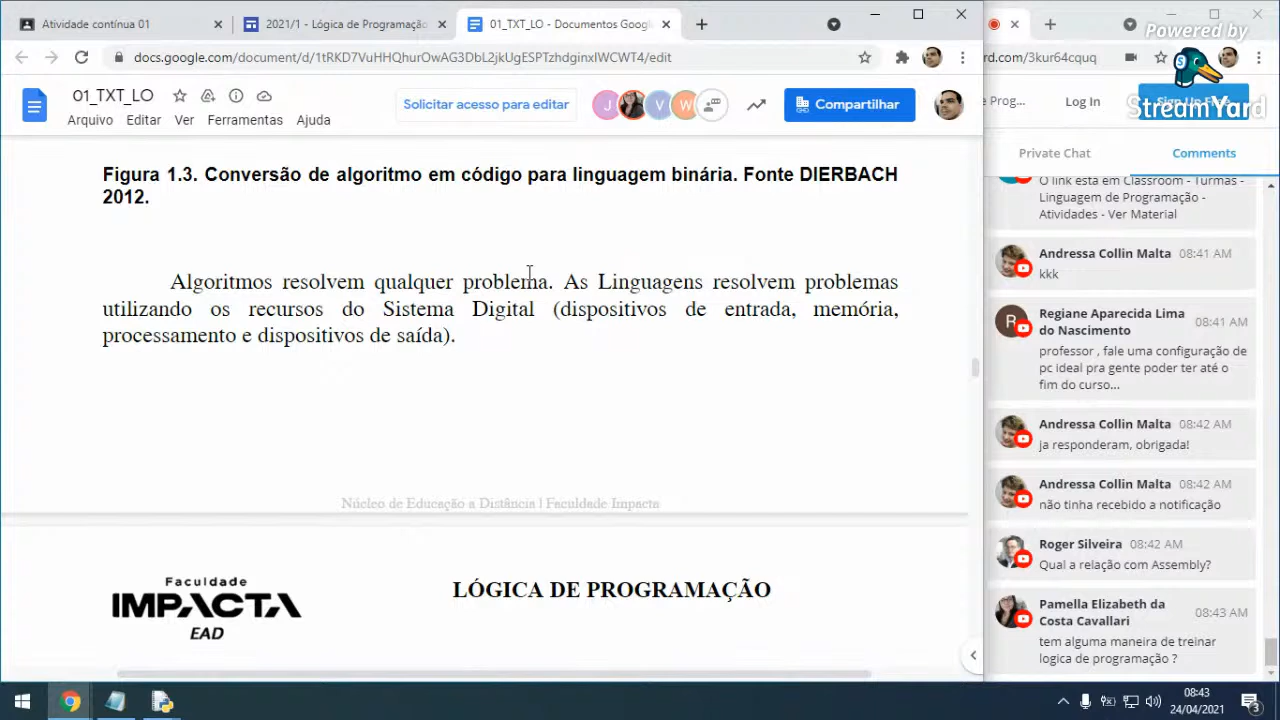 Atividade contínua 01
2021/1 - Lógica de Programação
01_TXT_LO - Documentos Google
docs.google.com/document/d/1tRKD7VuHHQhurOwAG3DbL2jkUgESPTzhdginxIWCWT4/edit
rd.com/3kur64cquq
Powered by
StreamYard
01_TXT_LO
Arquivo Editar Ver Ferramentas Ajuda
Solicitar acesso para editar
J V W
Compartilhar
Prog...
Log In
Private Chat
Comments
Figura 1.3. Conversão de algoritmo em código para linguagem binária. Fonte DIERBACH
2012.
Algoritmos resolvem qualquer problema. As Linguagens resolvem problemas
utilizando os recursos do Sistema Digital (dispositivos de entrada, memória,
processamento e dispositivos de saída).
Núcleo de Educação a Distância | Faculdade Impacta
Faculdade
IMPACTA
EAD
LÓGICA DE PROGRAMAÇÃO
O link está em Classroom - Turmas -
Linguagem de Programação -
Atividades - Ver Material
Andressa Collin Malta 08:41 AM
kkk
R
Regiane Aparecida Lima
do Nascimento 08:41 AM
professor , fale uma configuração de
pc ideal pra gente poder ter até o
fim do curso...
Andressa Collin Malta 08:42 AM
ja responderam, obrigada!
Andressa Collin Malta 08:42 AM
não tinha recebido a notificação
Roger Silveira 08:42 AM
Qual a relação com Assembly?
Pamella Elizabeth da
Costa Cavallari 08:43 AM
tem alguma maneira de treinar
logica de programação ?
08:43
24/04/2021
3